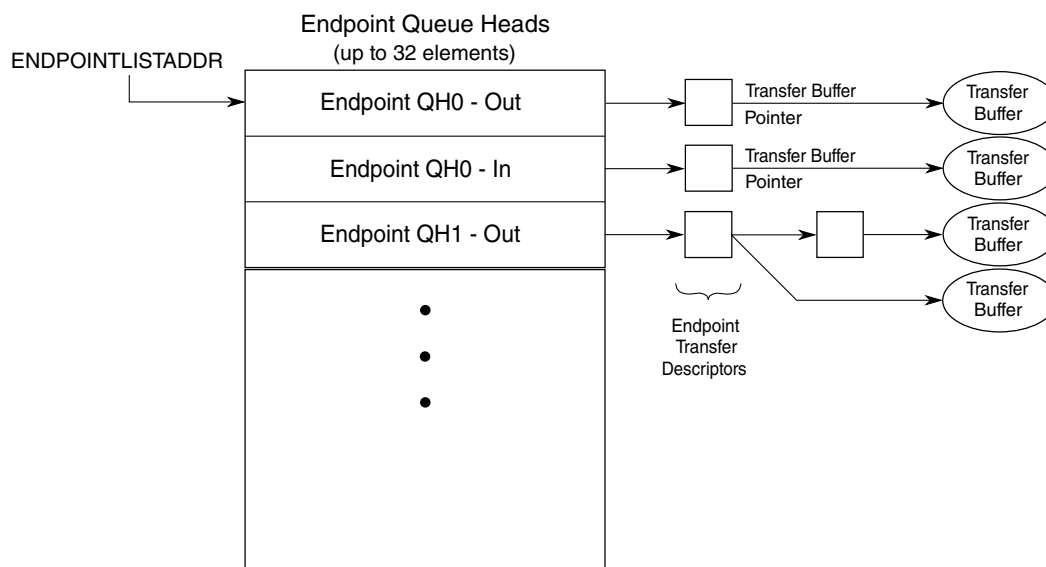 Endpoint Queue Heads
(up to 32 elements)
ENDPOINTLISTADDR
Endpoint QH0 - Out
Transfer Buffer
Pointer
Transfer
Buffer
Endpoint QH0 - In
Transfer Buffer
Pointer
Transfer
Buffer
Endpoint QH1 - Out
Transfer
Buffer
Transfer
Buffer
Endpoint
Transfer
Descriptors